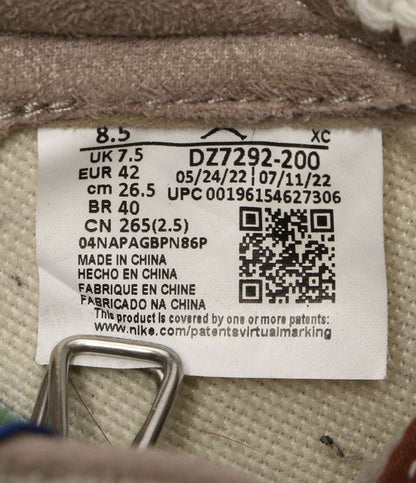 8.5 XC
UK 7.5 DZ7292-200
EUR 42 05/24/22 07/11/22
cm 26.5 UPC 00196154627306
BR 40
CN 265(2.5)
04NAPAGBPN86P
MADE IN CHINA
HECHO EN CHINA
FABRIQUE EN CHINE
FABRICADO NA CHINA
This product is covered by one or more patents:
www.nike.com/patentsvirtualmarking